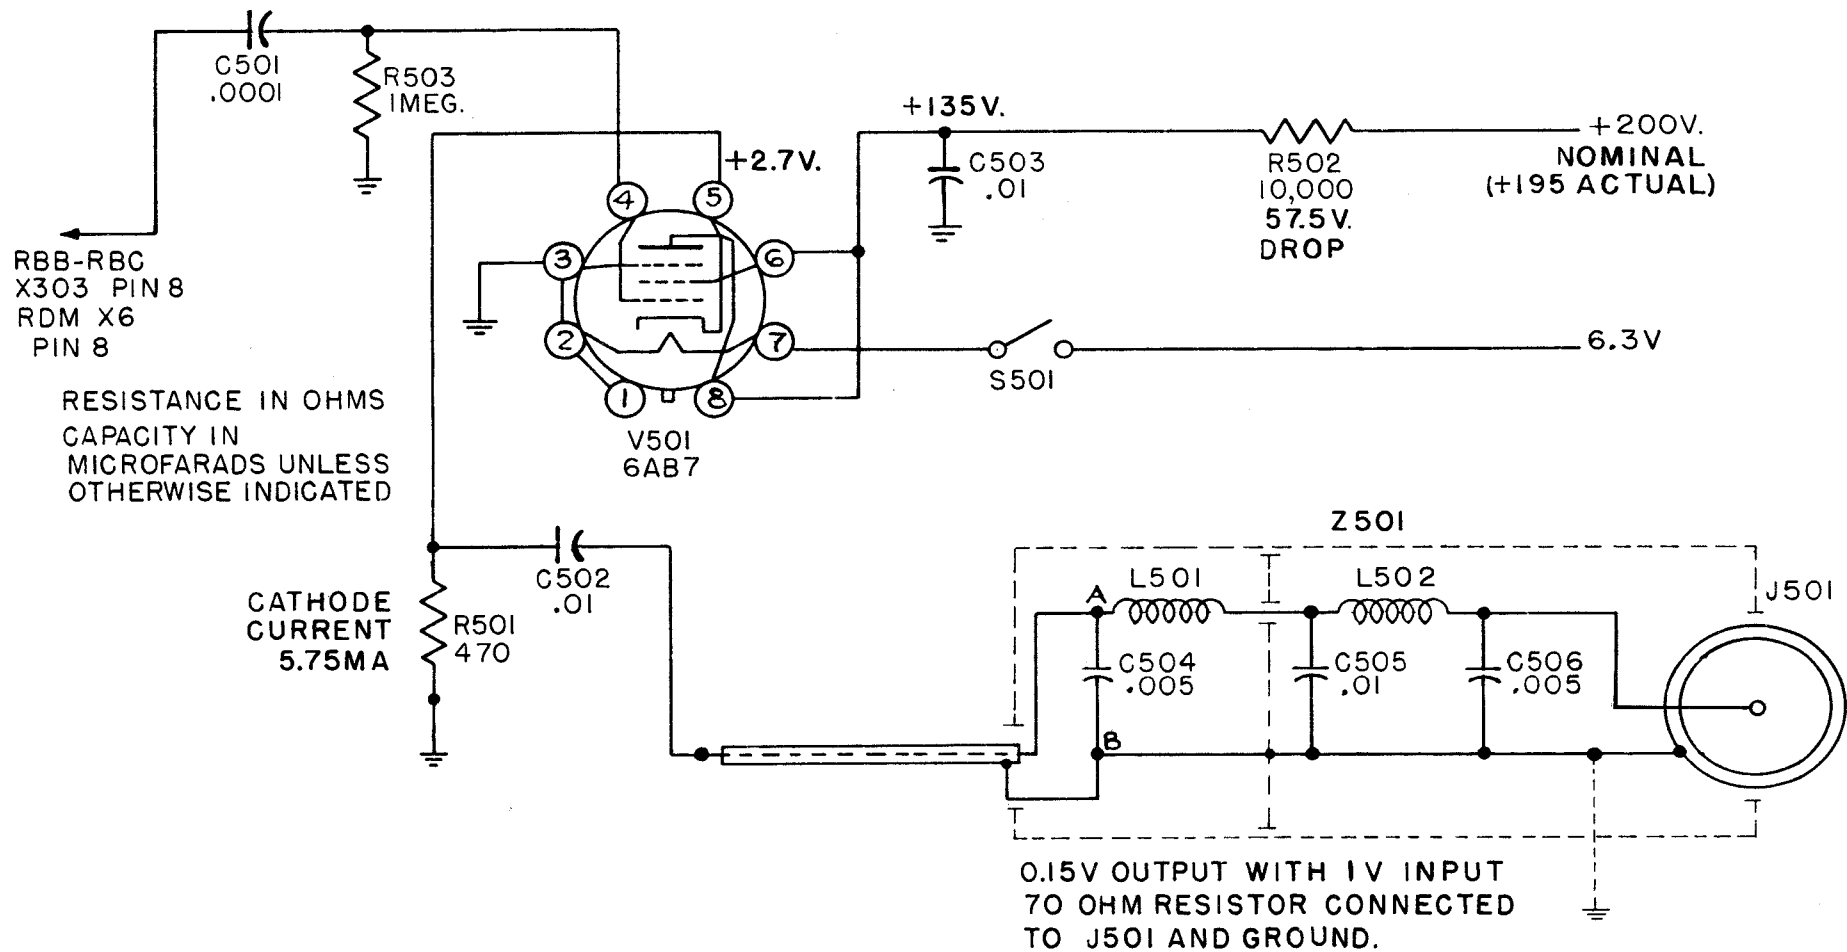 C501
.0001
R503
1MEG.
+135V.
C503
.01
R502
10,000
57.5V.
DROP
+200V.
NOMINAL
(+195 ACTUAL)
+2.7V.
4
5
3
6
2
7
1
8
V501
6AB7
S501
6.3V
RBB-RBC
X303 PIN 8
RDM X6
PIN 8
RESISTANCE IN OHMS
CAPACITY IN
MICROFARADS UNLESS
OTHERWISE INDICATED
C502
.01
CATHODE
CURRENT
5.75MA
R501
470
Z501
A
L501
L502
J501
C504
.005
C505
.01
C506
.005
B
0.15V OUTPUT WITH 1V INPUT
70 OHM RESISTOR CONNECTED
TO J501 AND GROUND.